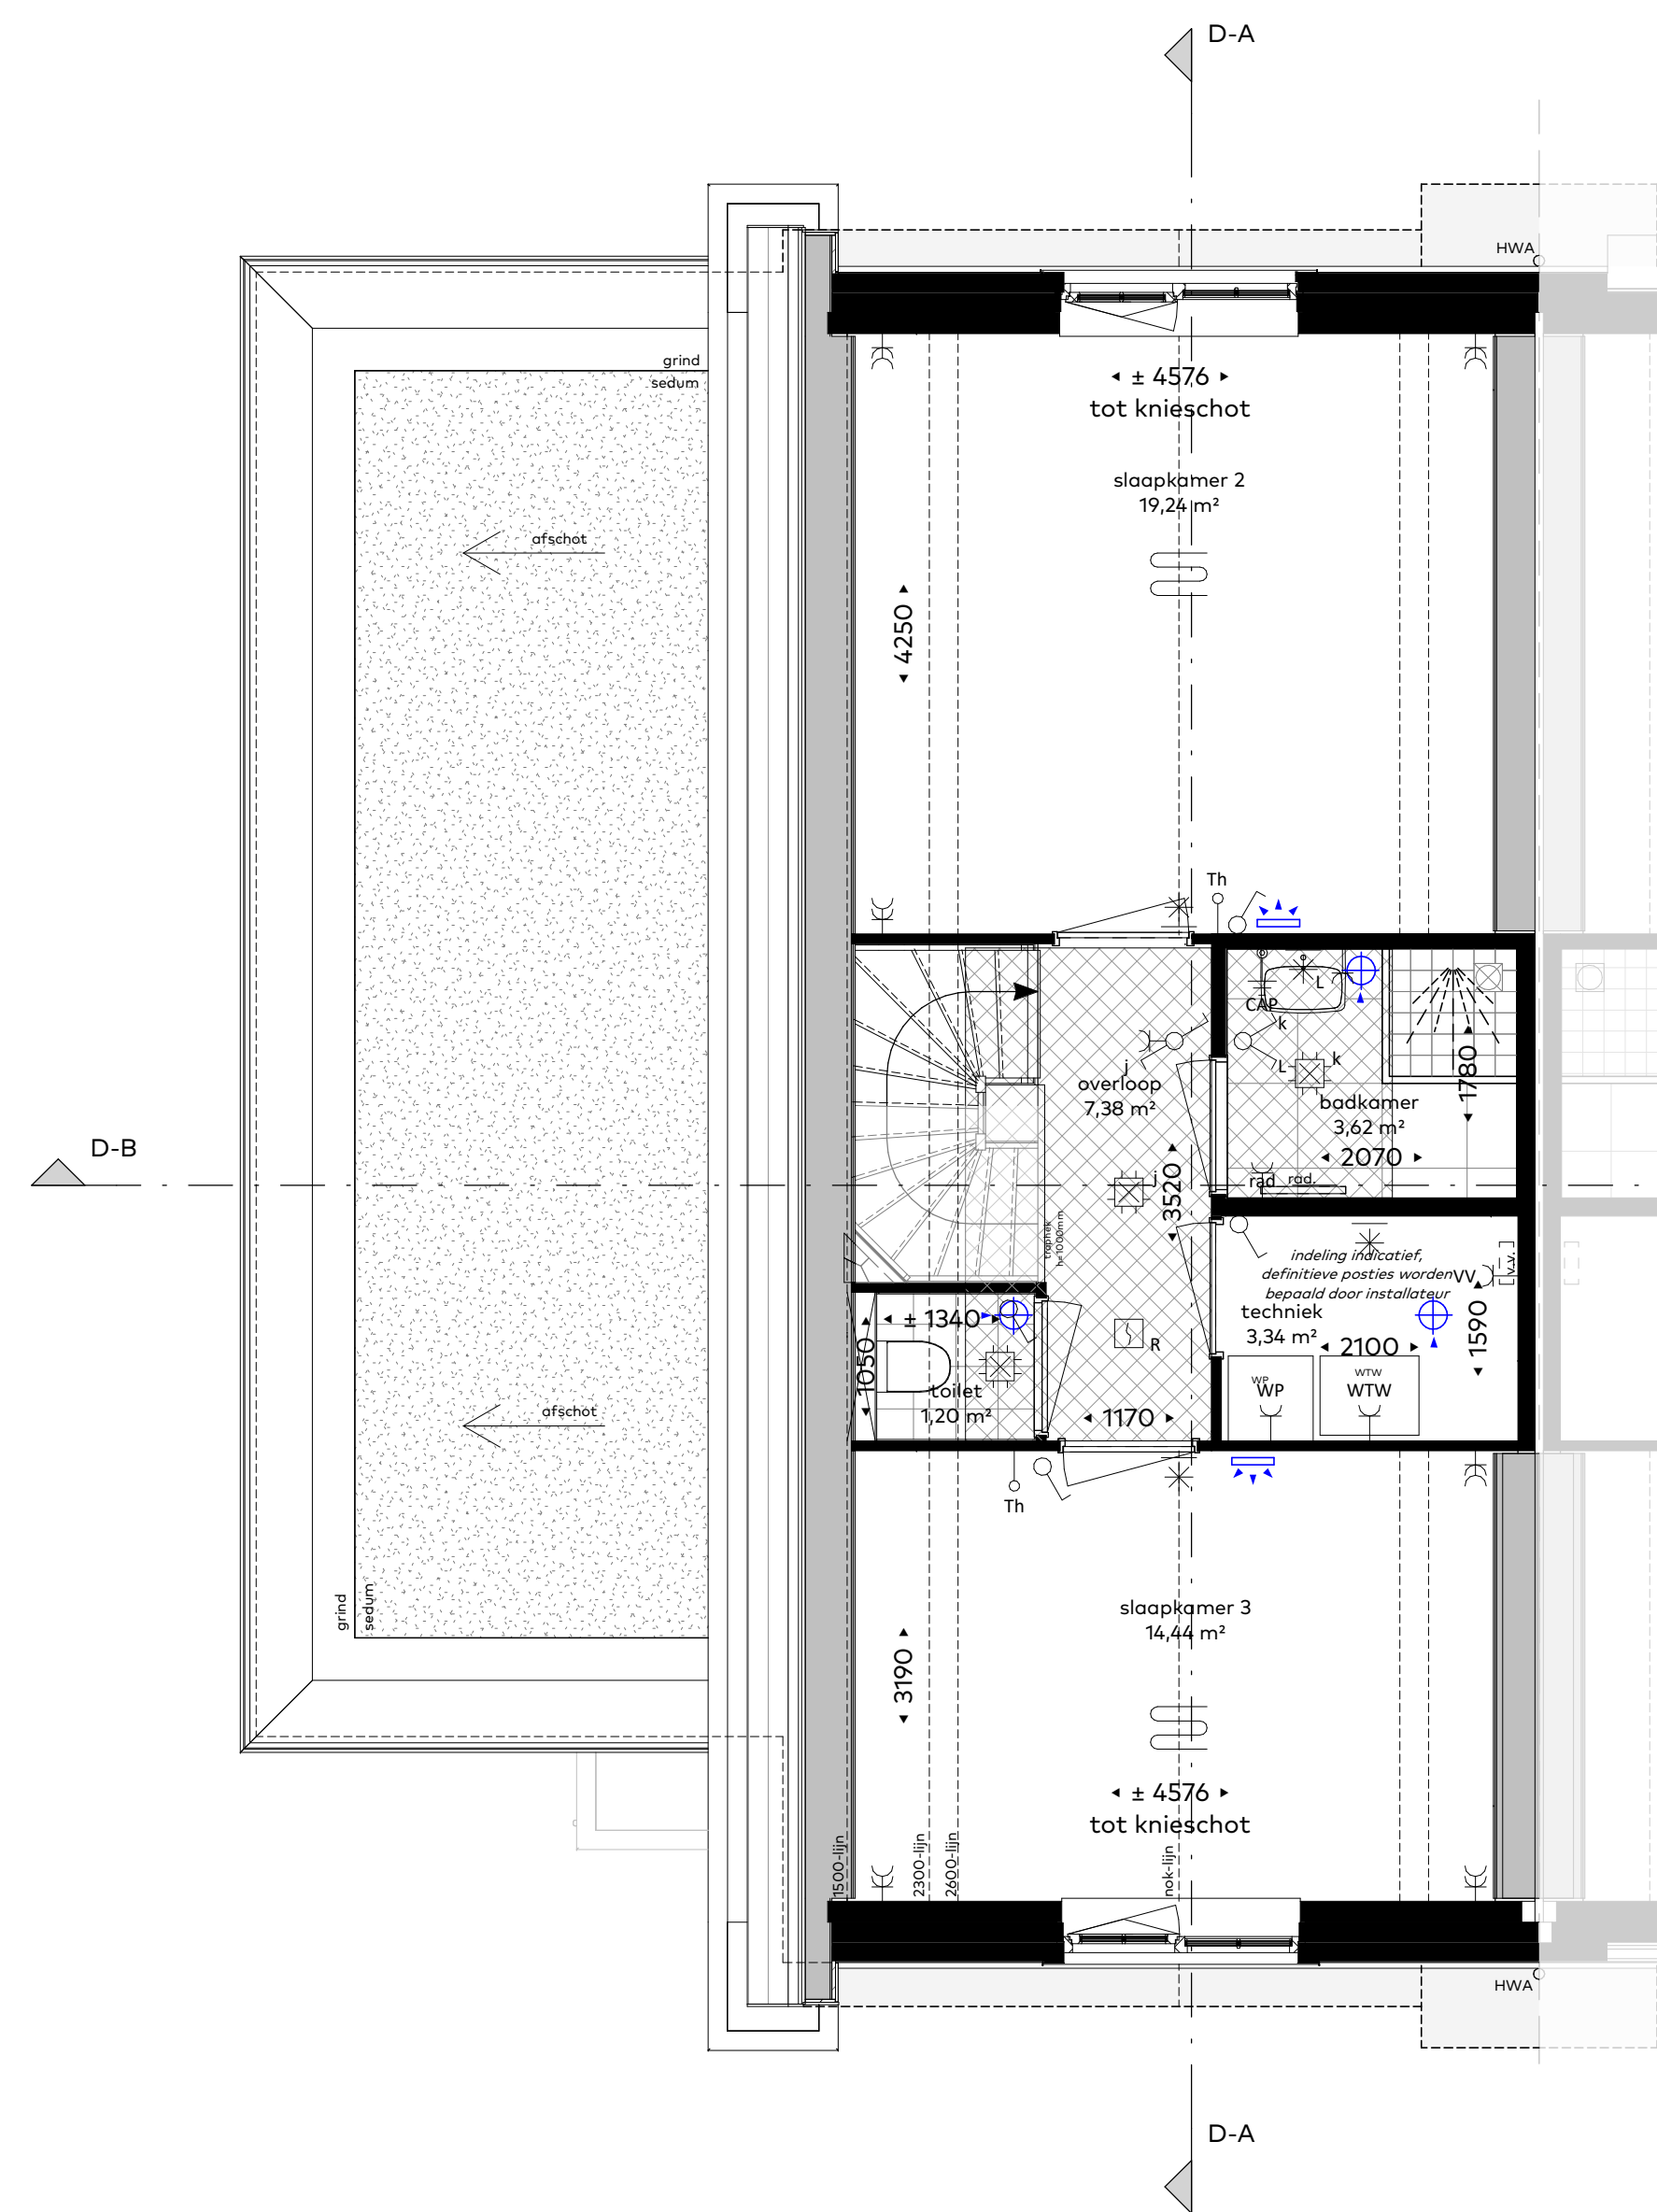 D-A
HWA
grind
sedum
± 4576
tot knieschot
slaapkamer 2
19,24 m²
afschot
4250
Th
L
CAP
k
j
overloop
7,38 m²
L
k
1780
badkamer
3,62 m²
2070
D-B
3520
j
rad
rad.
traphek
h=1000mm
indeling indicatief,
definitieve posties worden
bepaald door installateur
VV
v.v.
techniek
3,34 m²
1590
± 1340
1050
R
2100
WP
WP
WTW
WTW
toilet
1,20 m²
1170
afschot
Th
grind
sedum
slaapkamer 3
14,44 m²
3190
± 4576
tot knieschot
1500-lijn
2300-lijn
2600-lijn
nok-lijn
HWA
D-A